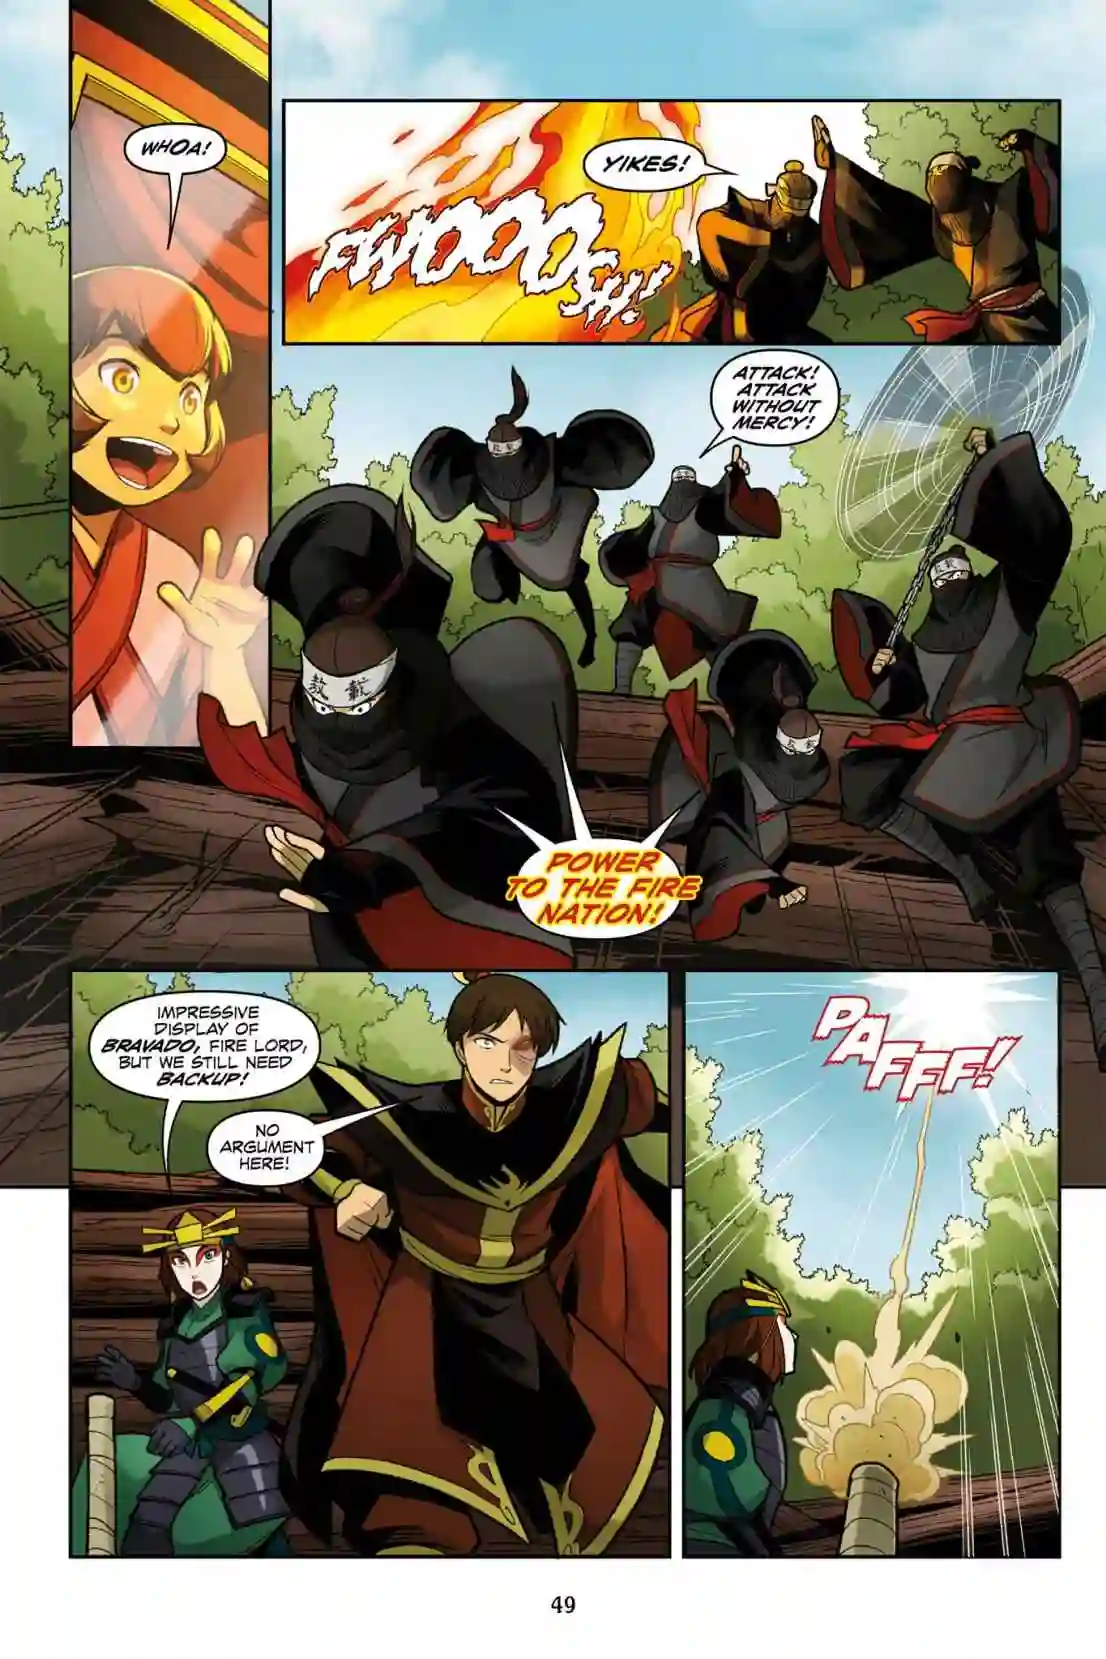 WHOA!
YIKES!
FWOOOSH!!
ATTACK!
ATTACK
WITHOUT
MERCY!
POWER
TO THE FIRE
NATION!
IMPRESSIVE
DISPLAY OF
BRAVADO, FIRE LORD,
BUT WE STILL NEED
BACKUP!
NO
ARGUMENT
HERE!
PAFFF!
49